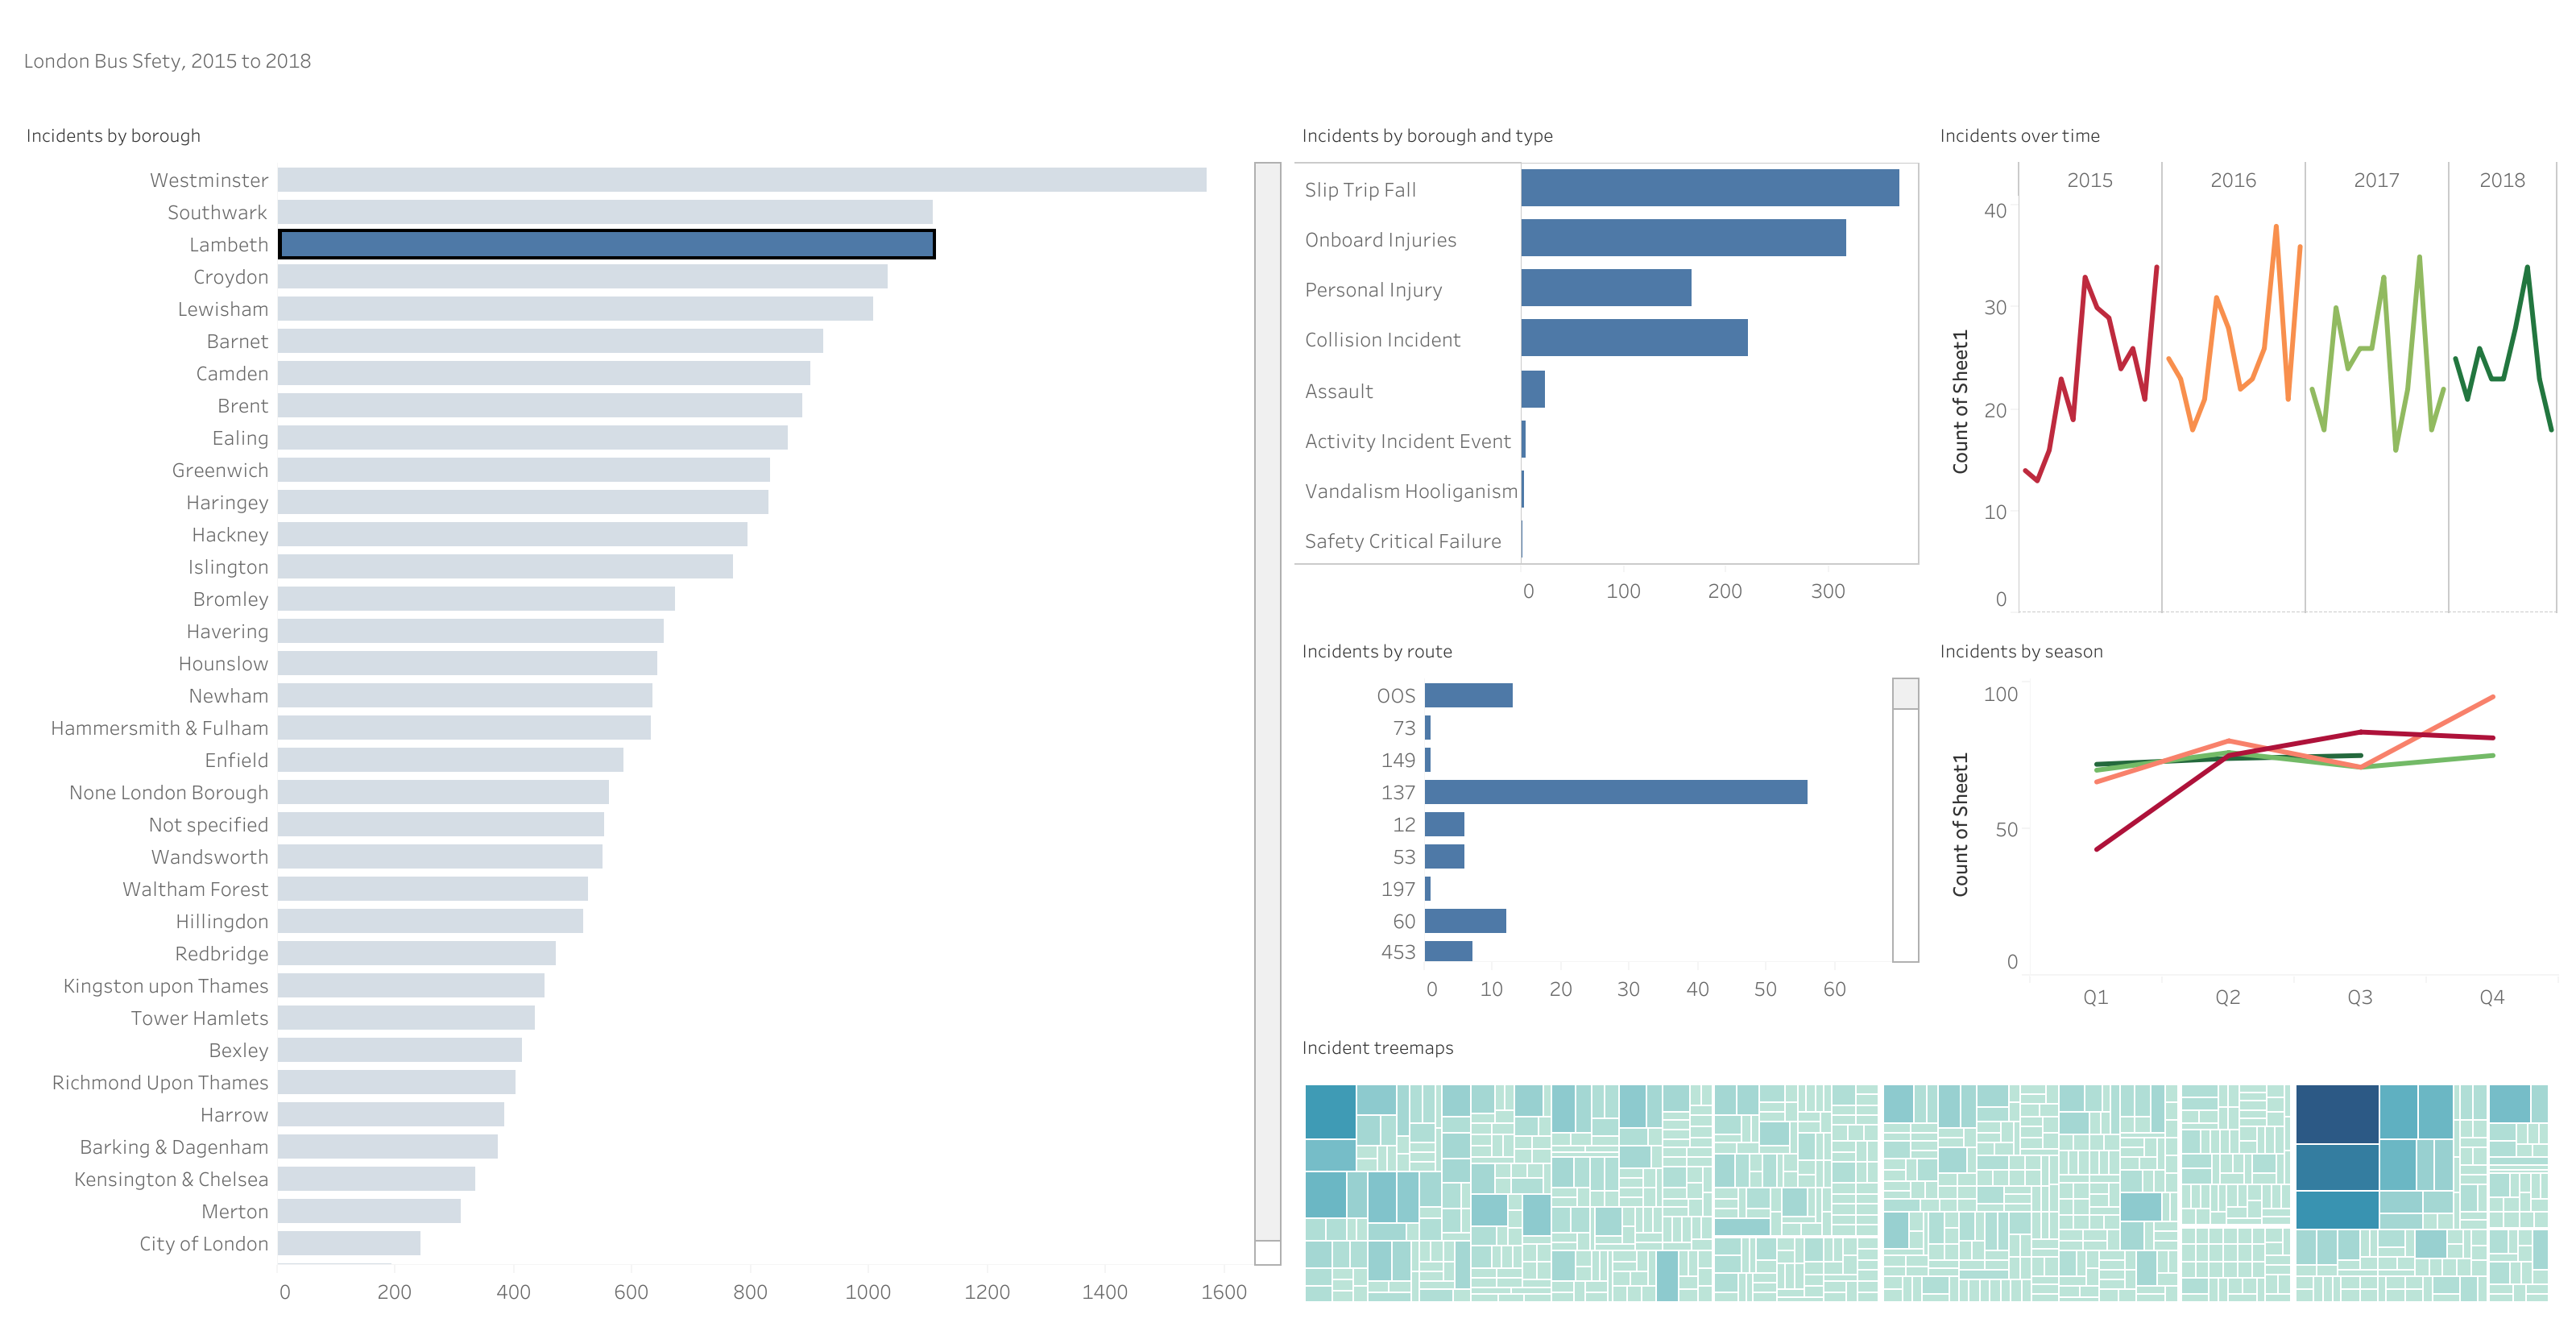 London Bus Sfety, 2015 to 2018
Incidents by borough
Westminster
Southwark
Lambeth
Croydon
Lewisham
Barnet
Camden
Brent
Ealing
Greenwich
Haringey
Hackney
Islington
Bromley
Havering
Hounslow
Newham
Hammersmith & Fulham
Enfield
None London Borough
Not specified
Wandsworth
Waltham Forest
Hillingdon
Redbridge
Kingston upon Thames
Tower Hamlets
Bexley
Richmond Upon Thames
Harrow
Barking & Dagenham
Kensington & Chelsea
Merton
City of London
0 200 400 600 800 1000 1200 1400 1600
Incidents by borough and type
Slip Trip Fall
Onboard Injuries
Personal Injury
Collision Incident
Assault
Activity Incident Event
Vandalism Hooliganism
Safety Critical Failure
0 100 200 300
Incidents over time
2015 2016 2017 2018
Count of Sheet1
40
30
20
10
0
Incidents by route
OOS
73
149
137
12
53
197
60
453
0 10 20 30 40 50 60
Incidents by season
Count of Sheet1
100
50
0
Q1 Q2 Q3 Q4
Incident treemaps